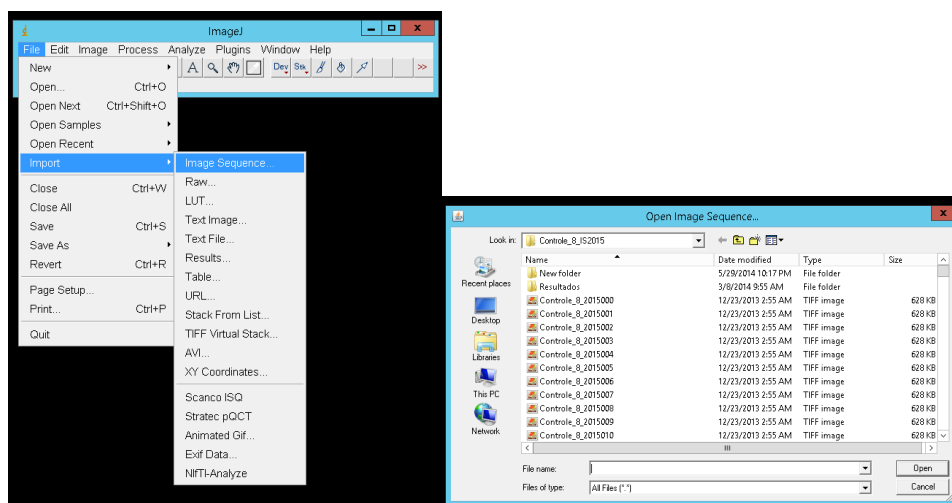 ImageJ
File Edit Image Process Analyze Plugins Window Help
New
A Dev Stk >>
Open... Ctrl+O
Open Next Ctrl+Shift+O
Open Samples
Open Recent
Import
Close Ctrl+W
Close All
Save Ctrl+S
Save As
Revert Ctrl+R
Page Setup...
Print... Ctrl+P
Quit
Image Sequence...
Raw...
LUT...
Text Image...
Text File...
Results...
Table...
URL...
Stack From List...
TIFF Virtual Stack...
AVI...
XY Coordinates...
Scanco ISQ
Stratec pQCT
Animated Gif...
Exif Data...
NIfTI-Analyze
Open Image Sequence...
Look in: Controle_8_IS2015
Recent places
Desktop
Libraries
This PC
Network
Name Date modified Type Size
New folder 5/29/2014 10:17 PM File folder
Resultados 3/8/2014 9:55 AM File folder
Controle_8_2015000 12/23/2013 2:55 AM TIFF image 628 KB
Controle_8_2015001 12/23/2013 2:55 AM TIFF image 628 KB
Controle_8_2015002 12/23/2013 2:55 AM TIFF image 628 KB
Controle_8_2015003 12/23/2013 2:55 AM TIFF image 628 KB
Controle_8_2015004 12/23/2013 2:55 AM TIFF image 628 KB
Controle_8_2015005 12/23/2013 2:55 AM TIFF image 628 KB
Controle_8_2015006 12/23/2013 2:55 AM TIFF image 628 KB
Controle_8_2015007 12/23/2013 2:55 AM TIFF image 628 KB
Controle_8_2015008 12/23/2013 2:55 AM TIFF image 628 KB
Controle_8_2015009 12/23/2013 2:55 AM TIFF image 628 KB
Controle_8_2015010 12/23/2013 2:55 AM TIFF image 628 KB
File name: Open
Files of type: All Files (*.*) Cancel